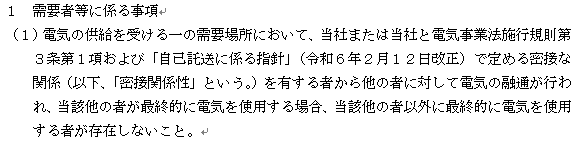 1 需要者等に係る事項
(1)電気の供給を受ける一の需要場所において、当社または当社と電気事業法施行規則第
3条第1項および「自己託送に係る指針」(令和6年2月12日改正)で定める密接な
関係(以下、「密接関係性」という。)を有する者から他の者に対して電気の融通が行わ
れ、当該他の者が最終的に電気を使用する場合、当該他の者以外に最終的に電気を使用
する者が存在しないこと。